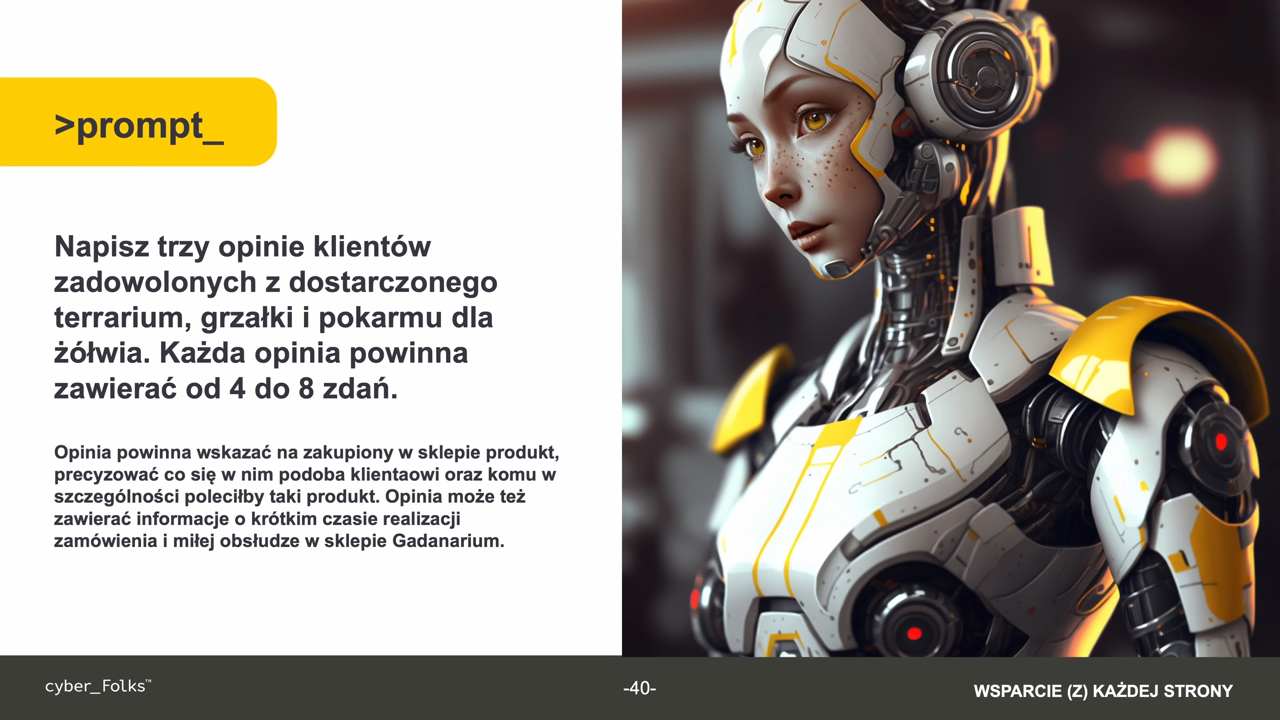 >prompt_
Napisz trzy opinie klientów
zadowolonych z dostarczonego
terrarium, grzałki i pokarmu dla
żółwia. Każda opinia powinna
zawierać od 4 do 8 zdań.
Opinia powinna wskazać na zakupiony w sklepie produkt,
precyzować co się w nim podoba klientaowi oraz komu w
szczególności poleciłby taki produkt. Opinia może też
zawierać informacje o krótkim czasie realizacji
zamówienia i miłej obsłudze w sklepie Gadanarium.
cyber_Folks™
-40-
WSPARCIE (Z) KAŻDEJ STRONY